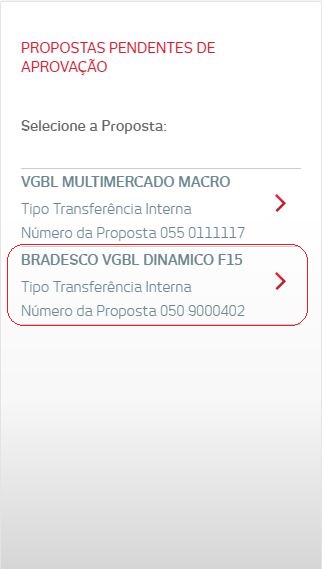 PROPOSTAS PENDENTES DE
APROVAÇÃO
Selecione a Proposta:
VGBL MULTIMERCADO MACRO
Tipo Transferência Interna
Número da Proposta 055 0111117
BRADESCO VGBL DINAMICO F15
Tipo Transferência Interna
Número da Proposta 050 9000402